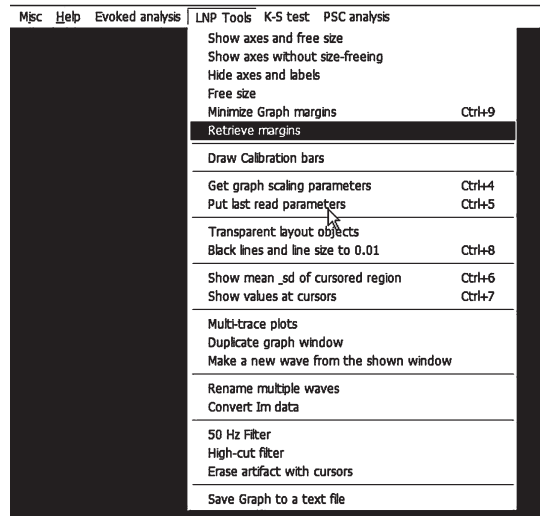 Misc Help Evoked analysis LNP Tools K-S test PSC analysis
Show axes and free size
Show axes without size-freeing
Hide axes and labels
Free size
Minimize Graph margins Ctrl+9
Retrieve margins
Draw Calibration bars
Get graph scaling parameters Ctrl+4
Put last read parameters Ctrl+5
Transparent layout objects
Black lines and line size to 0.01 Ctrl+8
Show mean _sd of cursored region Ctrl+6
Show values at cursors Ctrl+7
Multi-trace plots
Duplicate graph window
Make a new wave from the shown window
Rename multiple waves
Convert Im data
50 Hz Filter
High-cut filter
Erase artifact with cursors
Save Graph to a text file